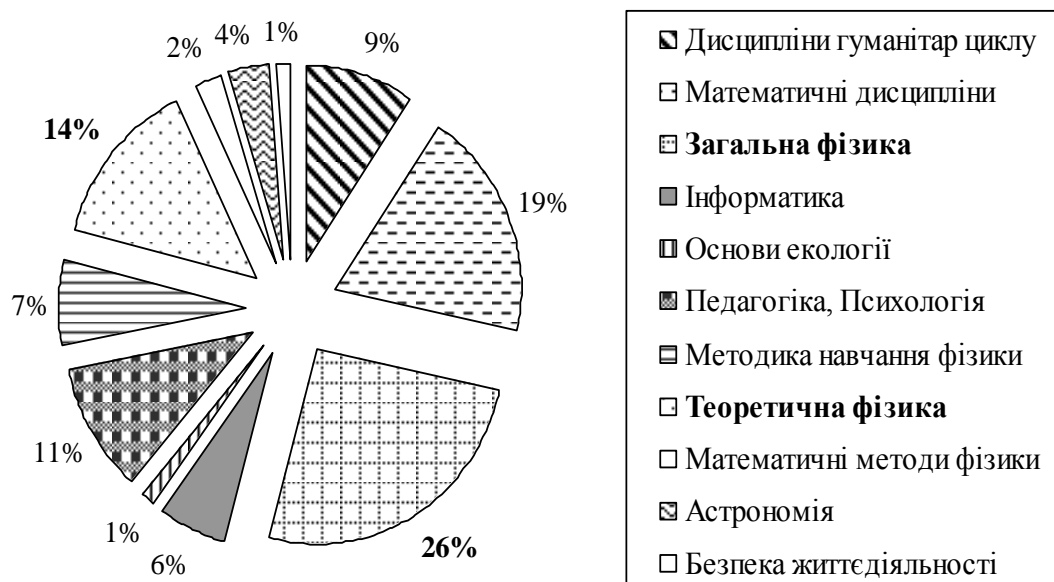 2%
4%
1%
9%
14%
19%
7%
11%
1%
6%
26%
Дисципліни гуманітар циклу
Математичні дисципліни
Загальна фізика
Інформатика
Основи екології
Педагогіка, Психологія
Методика навчання фізики
Теоретична фізика
Математичні методи фізики
Астрономія
Безпека життєдіяльності